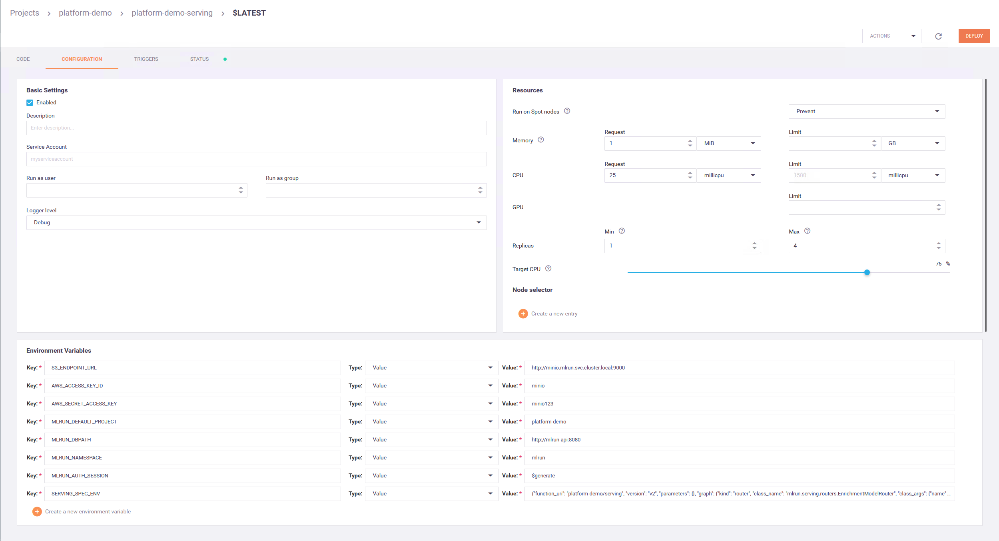 Projects > platform-demo > platform-demo-serving > $LATEST
ACTIONS
DEPLOY
CODE CONFIGURATION TRIGGERS STATUS
Basic Settings
Enabled
Description
Enter description...
Service Account
myserviceaccount
Run as user Run as group
Logger level
Debug
Resources
Run on Spot nodes ? Prevent
Request Limit
Memory ? 1 MiB GB
Request Limit
CPU 25 millicpu 1500 millicpu
Limit
GPU
Min ? Max ?
Replicas 1 4
75 %
Target CPU ?
Node selector
+ Create a new entry
Environment Variables
Key: * S3_ENDPOINT_URL Type: Value Value: * http://minio.mlrun.svc.cluster.local:9000
Key: * AWS_ACCESS_KEY_ID Type: Value Value: * minio
Key: * AWS_SECRET_ACCESS_KEY Type: Value Value: * minio123
Key: * MLRUN_DEFAULT_PROJECT Type: Value Value: * platform-demo
Key: * MLRUN_DBPATH Type: Value Value: * http://mlrun-api:8080
Key: * MLRUN_NAMESPACE Type: Value Value: * mlrun
Key: * MLRUN_AUTH_SESSION Type: Value Value: * $generate
Key: * SERVING_SPEC_ENV Type: Value Value: * {"function_uri": "platform-demo/serving", "version": "v2", "parameters": {}, "graph": {"kind": "router", "class_name": "mlrun.serving.routers.EnrichmentModelRouter", "class_args": {"name" ...
+ Create a new environment variable